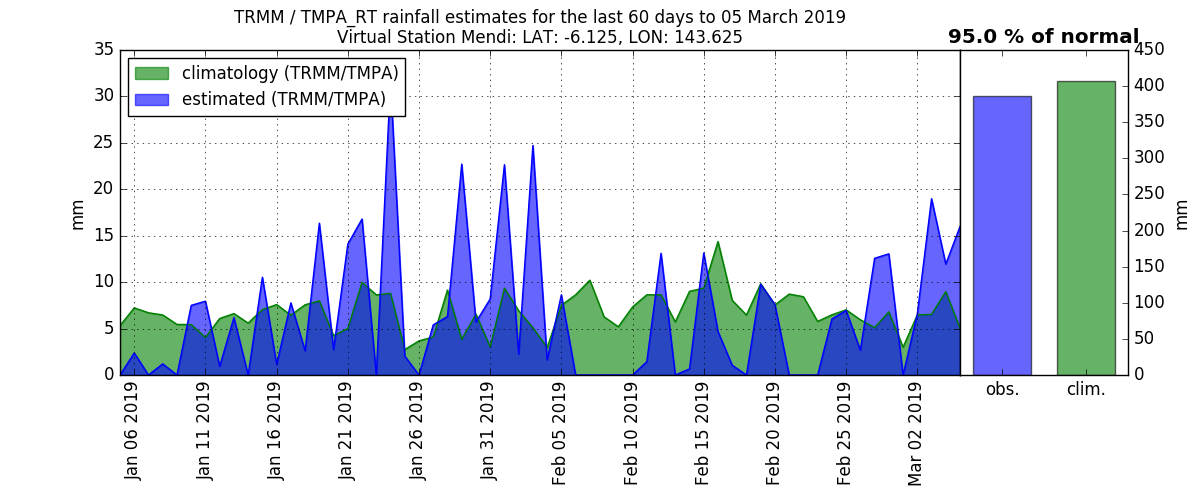 TRMM / TMPA_RT rainfall estimates for the last 60 days to 05 March 2019
Virtual Station Mendi: LAT: -6.125, LON: 143.625
95.0 % of normal
climatology (TRMM/TMPA)
estimated (TRMM/TMPA)
35
30
25
20
15
10
5
0
mm
Jan 06 2019
Jan 11 2019
Jan 16 2019
Jan 21 2019
Jan 26 2019
Jan 31 2019
Feb 05 2019
Feb 10 2019
Feb 15 2019
Feb 20 2019
Feb 25 2019
Mar 02 2019
450
400
350
300
250
200
150
100
50
0
mm
obs.
clim.